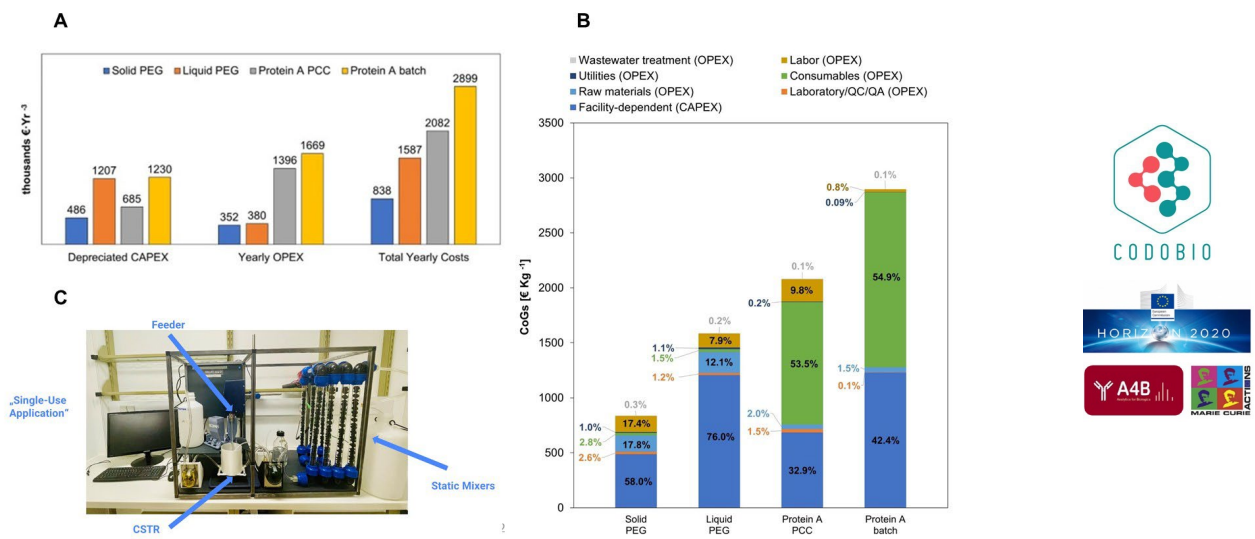 A
Solid PEG Liquid PEG Protein A PCC Protein A batch
thousands €·Yr ⁻³
486
1207
685
1230
352
380
1396
1669
838
1587
2082
2899
Depreciated CAPEX
Yearly OPEX
Total Yearly Costs
C
Feeder
„Single-Use
Application”
Static Mixers
CSTR
2
B
Wastewater treatment (OPEX)
Labor (OPEX)
Utilities (OPEX)
Consumables (OPEX)
Raw materials (OPEX)
Laboratory/QC/QA (OPEX)
Facility-dependent (CAPEX)
CoGs [€ Kg ⁻¹]
3500
3000
2500
2000
1500
1000
500
0
0.3%
17.4%
1.0%
2.8%
17.8%
2.6%
58.0%
0.2%
7.9%
1.1%
1.5%
12.1%
1.2%
76.0%
0.1%
9.8%
0.2%
53.5%
2.0%
1.5%
32.9%
0.1%
0.8%
0.09%
54.9%
1.5%
0.1%
42.4%
Solid
PEG
Liquid
PEG
Protein A
PCC
Protein A
batch
CODOBIO
HORIZON 2020
A4B
MARIE CURIE
ACTIONS